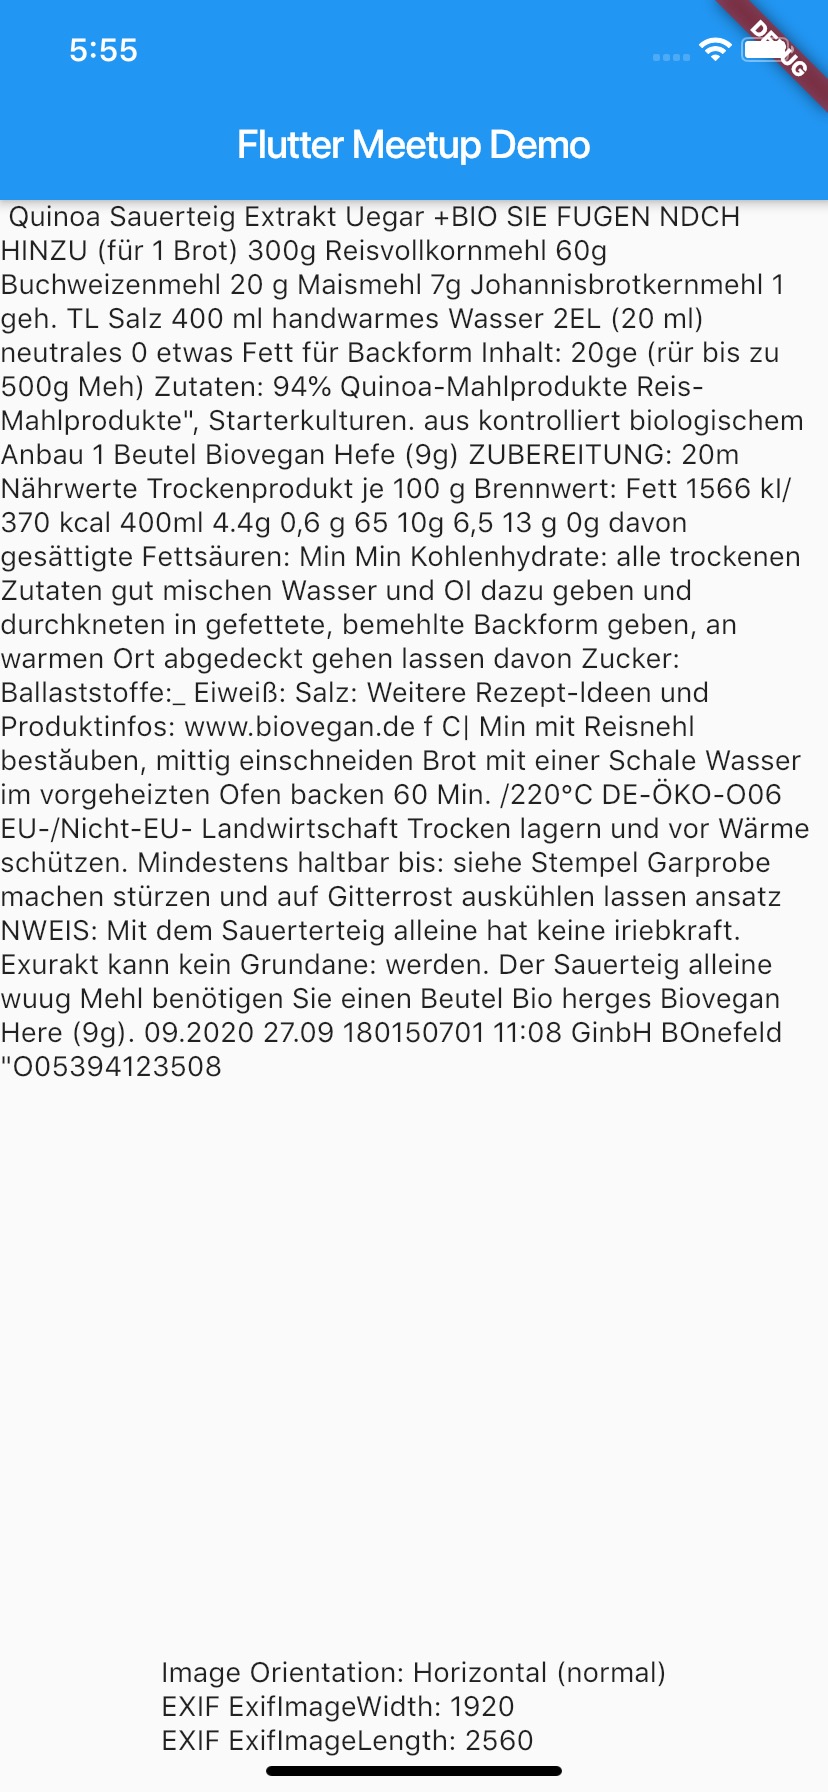 5:55
DEBUG
Flutter Meetup Demo
Quinoa Sauerteig Extrakt Uegar +BIO SIE FUGEN NDCH
HINZU (für 1 Brot) 300g Reisvollkornmehl 60g
Buchweizenmehl 20 g Maismehl 7g Johannisbrotkernmehl 1
geh. TL Salz 400 ml handwarmes Wasser 2EL (20 ml)
neutrales 0 etwas Fett für Backform Inhalt: 20ge (rür bis zu
500g Meh) Zutaten: 94% Quinoa-Mahlprodukte Reis-
Mahlprodukte", Starterkulturen. aus kontrolliert biologischem
Anbau 1 Beutel Biovegan Hefe (9g) ZUBEREITUNG: 20m
Nährwerte Trockenprodukt je 100 g Brennwert: Fett 1566 kl/
370 kcal 400ml 4.4g 0,6 g 65 10g 6,5 13 g 0g davon
gesättigte Fettsäuren: Min Min Kohlenhydrate: alle trockenen
Zutaten gut mischen Wasser und OI dazu geben und
durchkneten in gefettete, bemehlte Backform geben, an
warmen Ort abgedeckt gehen lassen davon Zucker:
Ballaststoffe:_ Eiweiß: Salz: Weitere Rezept-Ideen und
Produktinfos: www.biovegan.de f C| Min mit Reisnehl
bestăuben, mittig einschneiden Brot mit einer Schale Wasser
im vorgeheizten Ofen backen 60 Min. /220°C DE-ÖKO-O06
EU-/Nicht-EU- Landwirtschaft Trocken lagern und vor Wärme
schützen. Mindestens haltbar bis: siehe Stempel Garprobe
machen stürzen und auf Gitterrost auskühlen lassen ansatz
NWEIS: Mit dem Sauerterteig alleine hat keine iriebkraft.
Exurakt kann kein Grundane: werden. Der Sauerteig alleine
wuug Mehl benötigen Sie einen Beutel Bio herges Biovegan
Here (9g). 09.2020 27.09 180150701 11:08 GinbH BOnefeld
"O05394123508
Image Orientation: Horizontal (normal)
EXIF ExifImageWidth: 1920
EXIF ExifImageLength: 2560